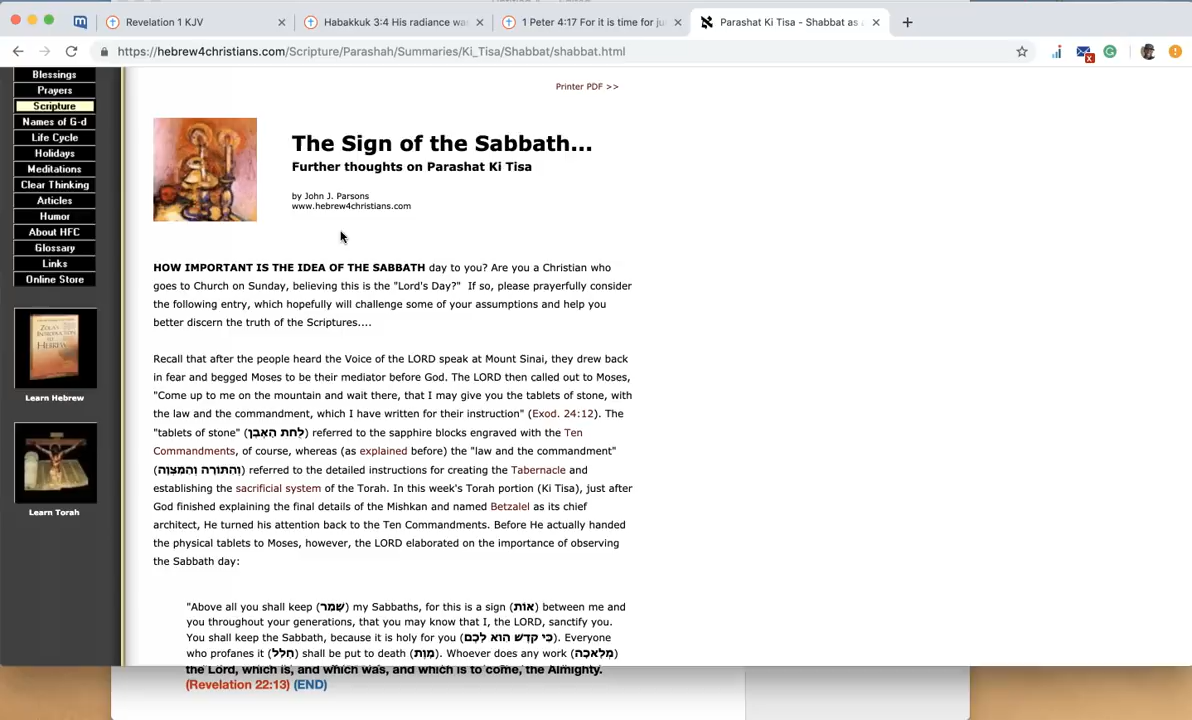 Revelation 1 KJV
Habakkuk 3:4 His radiance was
1 Peter 4:17 For it is time for ju
Parashat Ki Tisa - Shabbat as
https://hebrew4christians.com/Scripture/Parashah/Summaries/Ki_Tisa/Shabbat/shabbat.html
Blessings
Prayers
Scripture
Names of G-d
Life Cycle
Holidays
Meditations
Clear Thinking
Articles
Humor
About HFC
Glossary
Links
Online Store
Learn Hebrew
Learn Torah
Printer PDF >>
The Sign of the Sabbath...
Further thoughts on Parashat Ki Tisa
by John J. Parsons
www.hebrew4christians.com
HOW IMPORTANT IS THE IDEA OF THE SABBATH day to you? Are you a Christian who
goes to Church on Sunday, believing this is the "Lord's Day?" If so, please prayerfully consider
the following entry, which hopefully will challenge some of your assumptions and help you
better discern the truth of the Scriptures....
Recall that after the people heard the Voice of the LORD speak at Mount Sinai, they drew back
in fear and begged Moses to be their mediator before God. The LORD then called out to Moses,
"Come up to me on the mountain and wait there, that I may give you the tablets of stone, with
the law and the commandment, which I have written for their instruction" (Exod. 24:12). The
"tablets of stone" (לֻחֹת הָאֶבֶן) referred to the sapphire blocks engraved with the Ten
Commandments, of course, whereas (as explained before) the "law and the commandment"
(וְהַתּוֹרָה וְהַמִּצְוָה) referred to the detailed instructions for creating the Tabernacle and
establishing the sacrificial system of the Torah. In this week's Torah portion (Ki Tisa), just after
God finished explaining the final details of the Mishkan and named Betzalel as its chief
architect, He turned his attention back to the Ten Commandments. Before He actually handed
the physical tablets to Moses, however, the LORD elaborated on the importance of observing
the Sabbath day:
"Above all you shall keep (שָׁמַר) my Sabbaths, for this is a sign (אוֹת) between me and
you throughout your generations, that you may know that I, the LORD, sanctify you.
You shall keep the Sabbath, because it is holy for you (כִּי קֹדֶשׁ הִוא לָכֶם). Everyone
who profanes it (חָלַל) shall be put to death (מָוֶת). Whoever does any work (מְלָאכָה)
the Lord, which is, and which was, and which is to come, the Almighty.
(Revelation 22:13) (END)